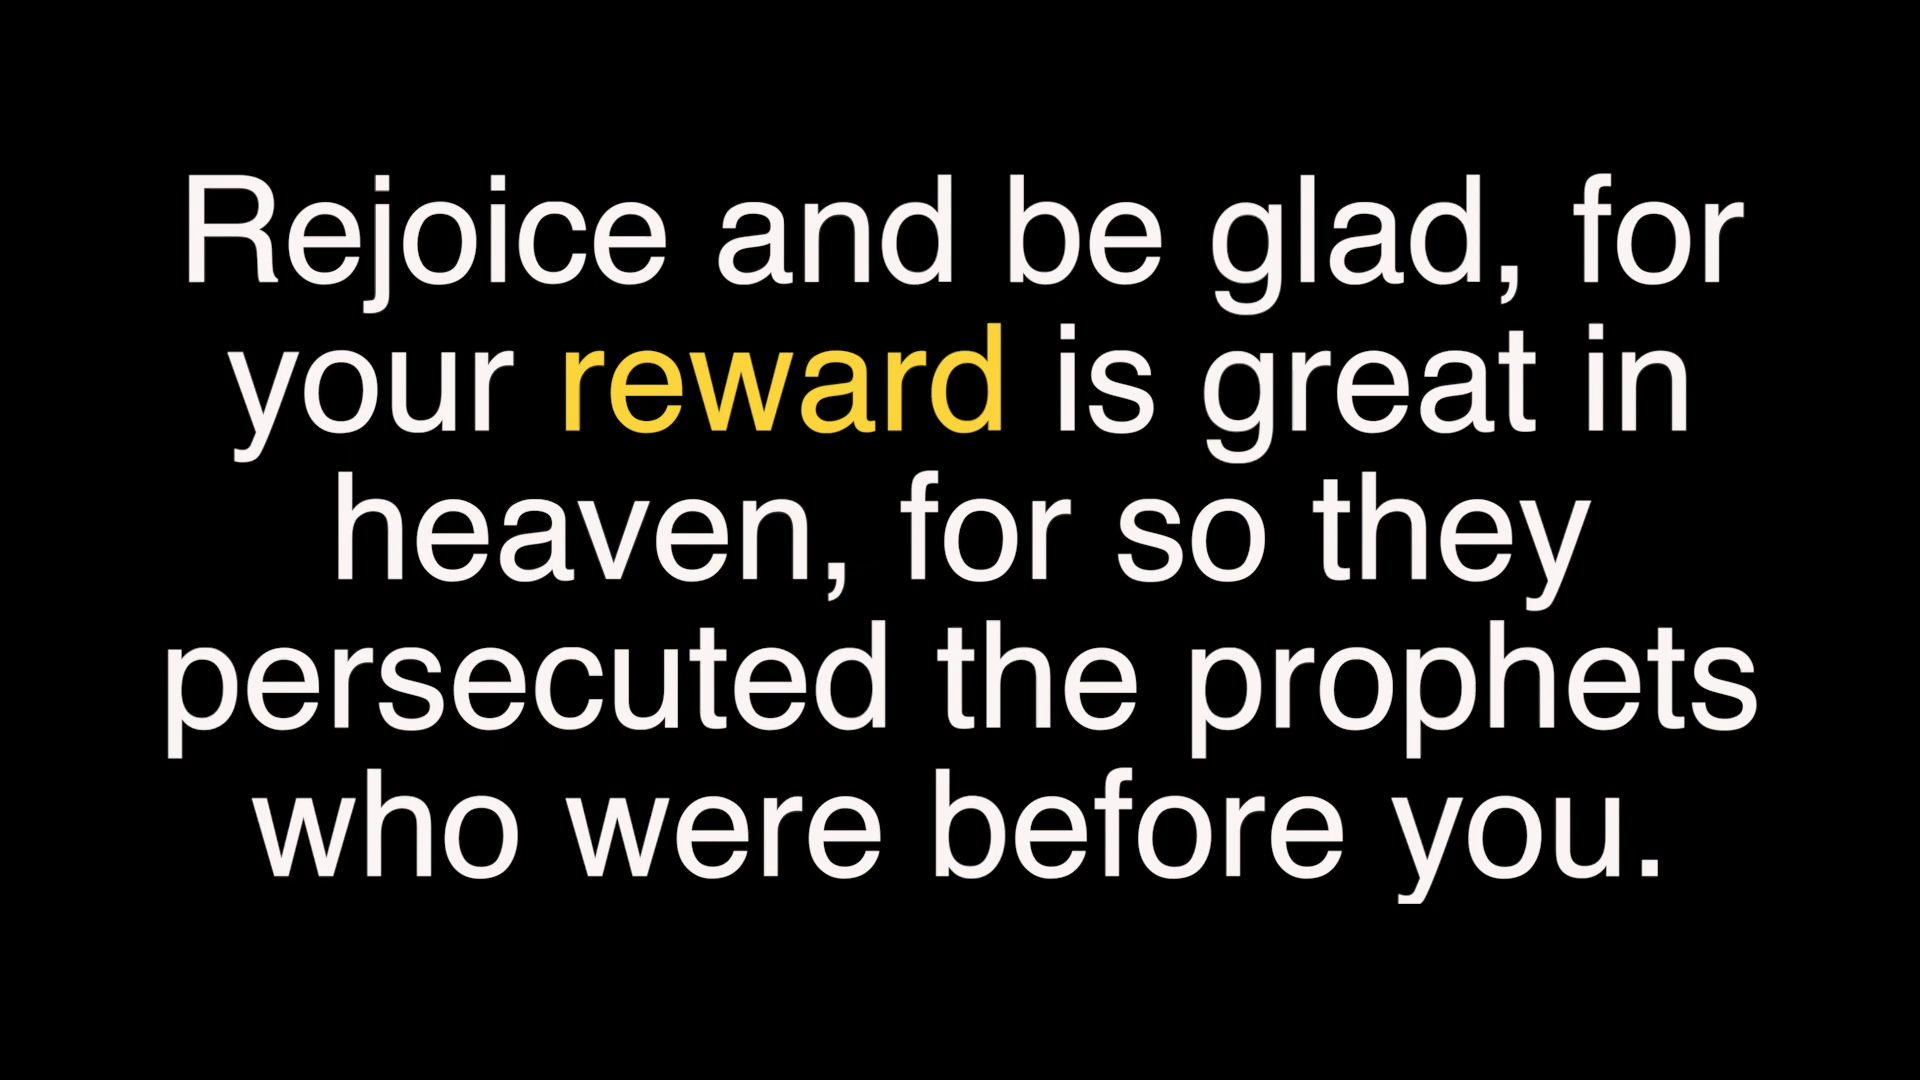 Rejoice and be glad, for
your reward is great in
heaven, for so they
persecuted the prophets
who were before you.